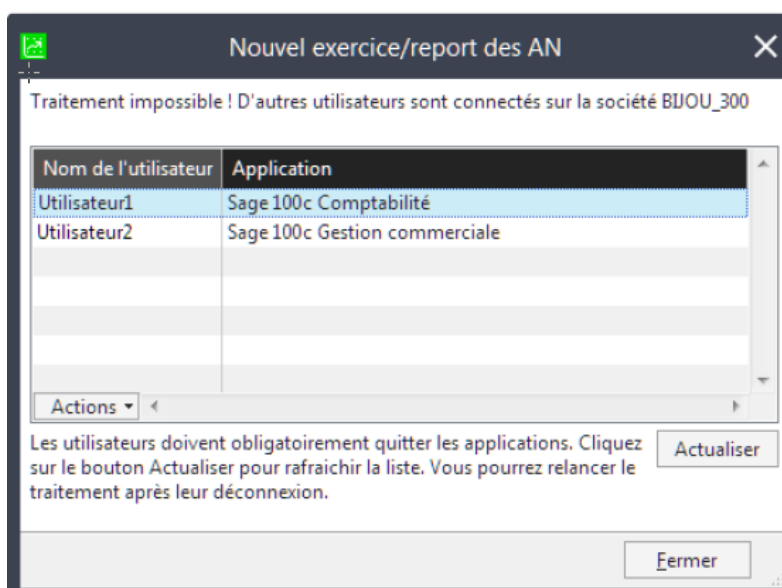 Nouvel exercice/report des AN
Traitement impossible ! D'autres utilisateurs sont connectés sur la société BIJOU_300
Nom de l'utilisateur Application
Utilisateur1 Sage 100c Comptabilité
Utilisateur2 Sage 100c Gestion commerciale
Actions
Les utilisateurs doivent obligatoirement quitter les applications. Cliquez
sur le bouton Actualiser pour rafraichir la liste. Vous pourrez relancer le
traitement après leur déconnexion.
Actualiser
Fermer